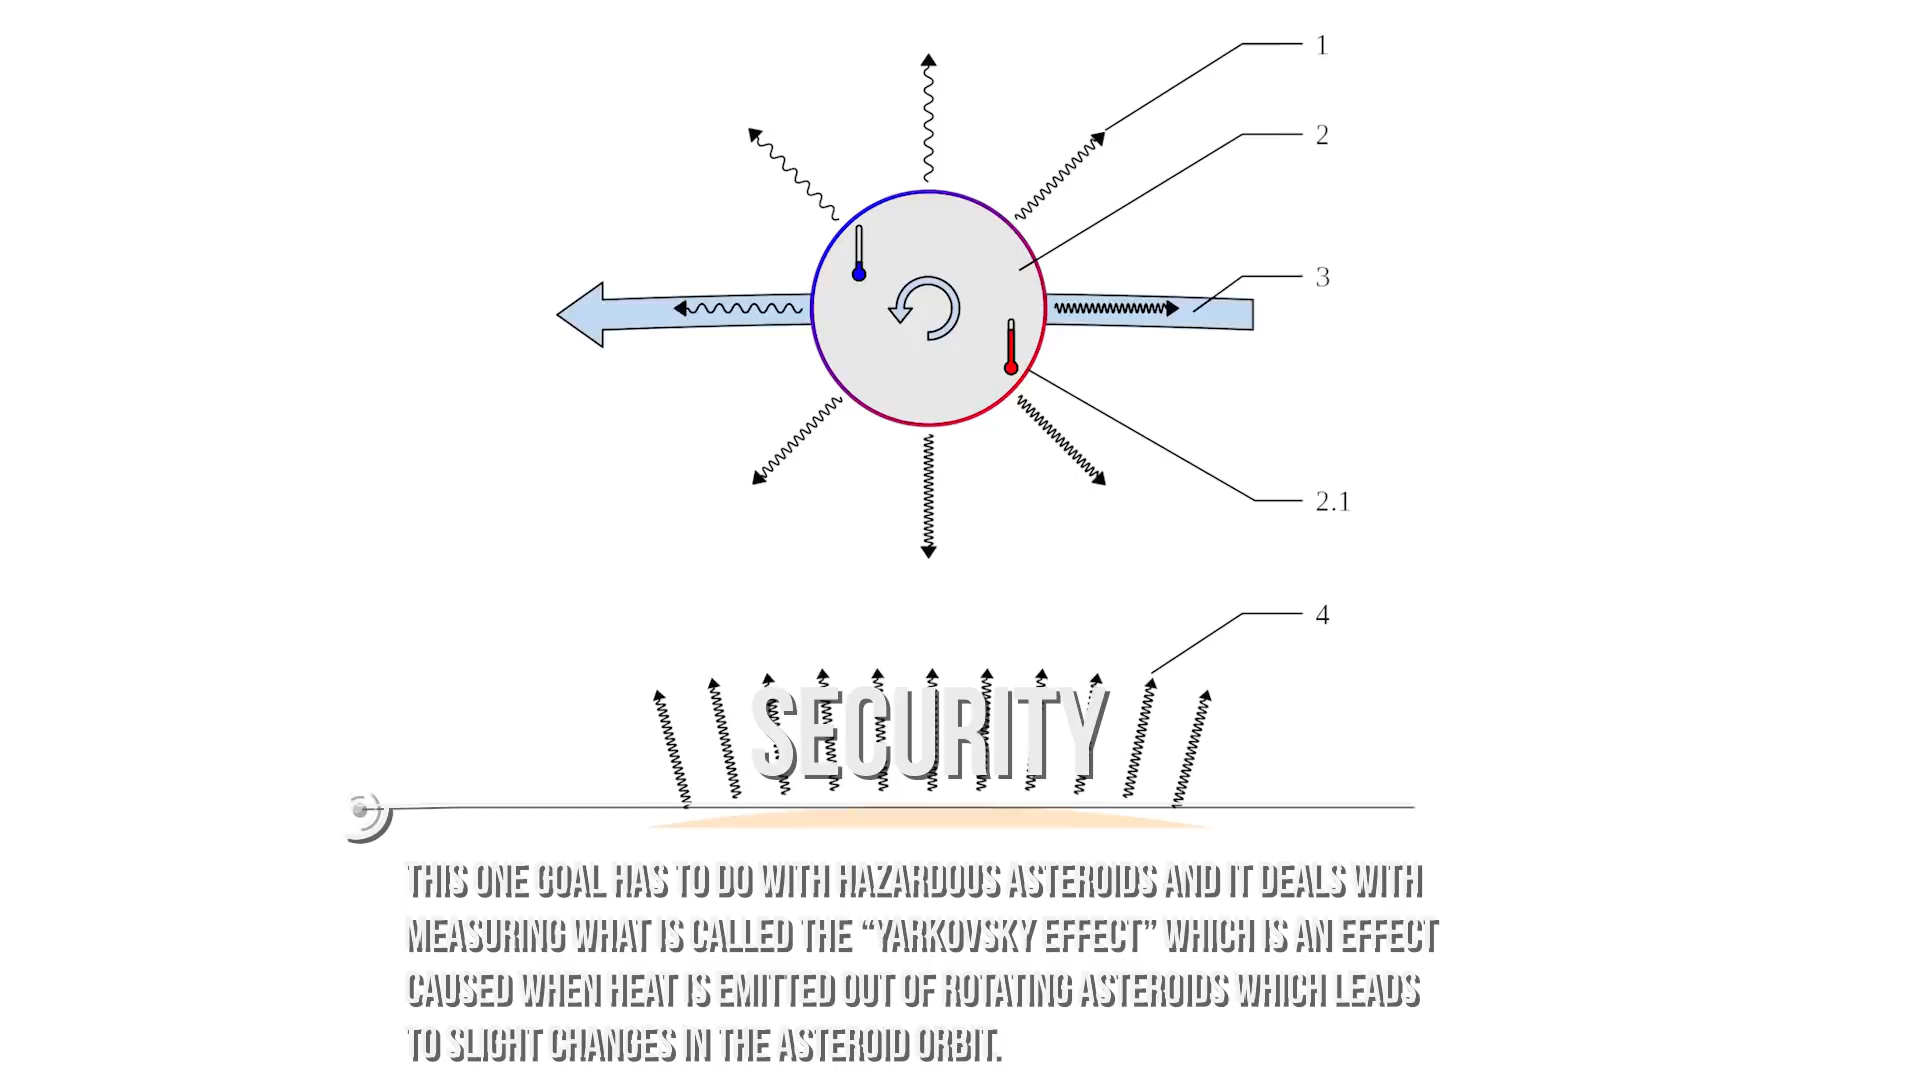 1
2
3
2.1
4
SECURITY
THIS ONE GOAL HAS TO DO WITH HAZARDOUS ASTEROIDS AND IT DEALS WITH
MEASURING WHAT IS CALLED THE “YARKOVSKY EFFECT” WHICH IS AN EFFECT
CAUSED WHEN HEAT IS EMITTED OUT OF ROTATING ASTEROIDS WHICH LEADS
TO SLIGHT CHANGES IN THE ASTEROID ORBIT.